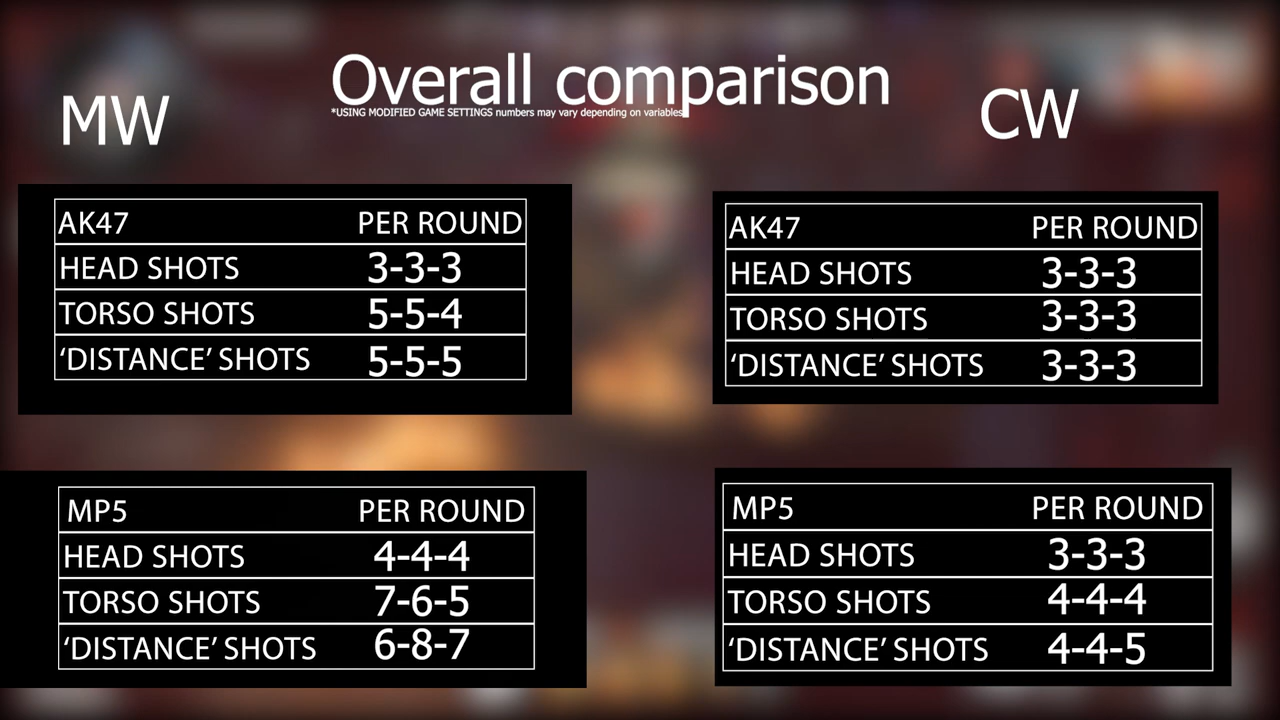 Overall comparison
*USING MODIFIED GAME SETTINGS numbers may vary depending on variables
MW
CW
AK47 PER ROUND
HEAD SHOTS 3-3-3
TORSO SHOTS 5-5-4
‘DISTANCE’ SHOTS 5-5-5
AK47 PER ROUND
HEAD SHOTS 3-3-3
TORSO SHOTS 3-3-3
‘DISTANCE’ SHOTS 3-3-3
MP5 PER ROUND
HEAD SHOTS 4-4-4
TORSO SHOTS 7-6-5
‘DISTANCE’ SHOTS 6-8-7
MP5 PER ROUND
HEAD SHOTS 3-3-3
TORSO SHOTS 4-4-4
‘DISTANCE’ SHOTS 4-4-5